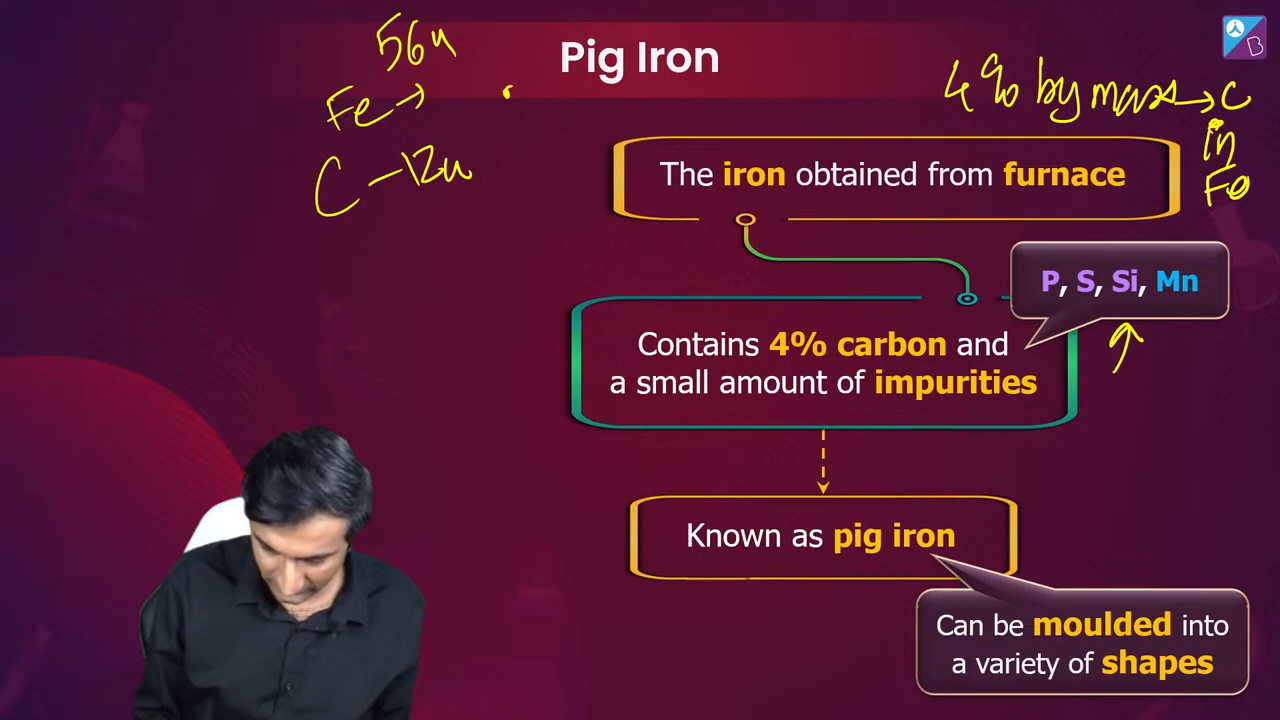 Pig Iron
56u
Fe →
C - 12u
4% by mass → C
in
Fe
The iron obtained from furnace
P, S, Si, Mn
Contains 4% carbon and
a small amount of impurities
Known as pig iron
Can be moulded into
a variety of shapes
B